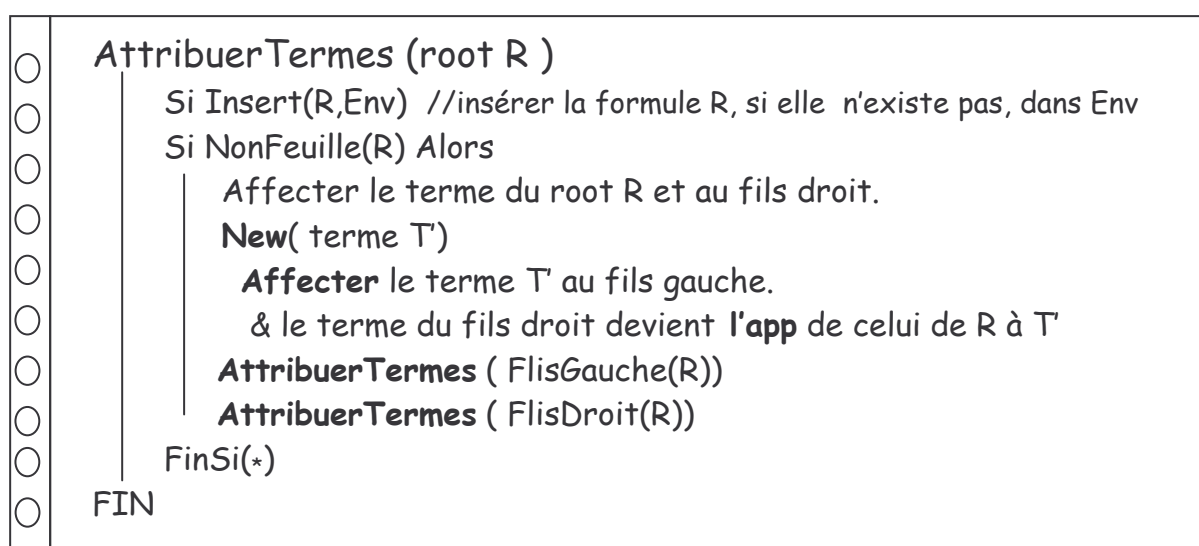 AttribuerTermes (root R )
Si Insert(R,Env) //insérer la formule R, si elle n'existe pas, dans Env
Si NonFeuille(R) Alors
Affecter le terme du root R et au fils droit.
New( terme T’)
Affecter le terme T’ au fils gauche.
& le terme du fils droit devient l’app de celui de R à T’
AttribuerTermes ( FlisGauche(R))
AttribuerTermes ( FlisDroit(R))
FinSi(*)
FIN